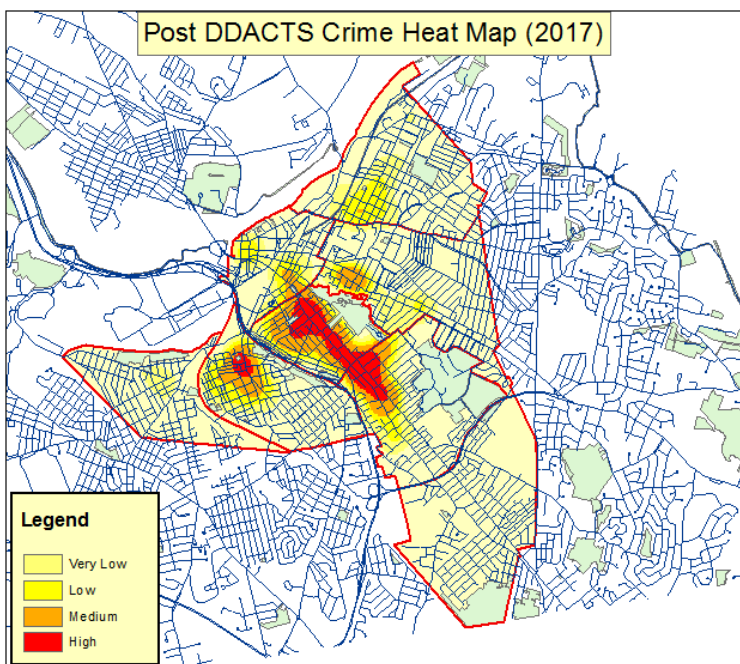 Post DDACTS Crime Heat Map (2017)
Legend
Very Low
Low
Medium
High